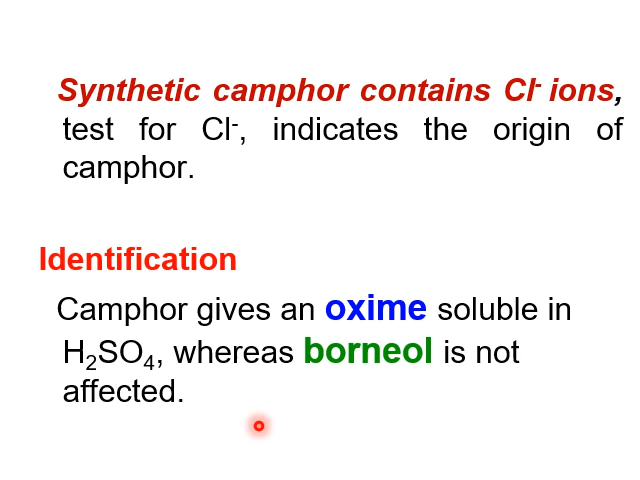 Synthetic camphor contains Cl⁻ ions,
test for Cl⁻, indicates the origin of
camphor.
Identification
Camphor gives an oxime soluble in
H₂SO₄, whereas borneol is not
affected.